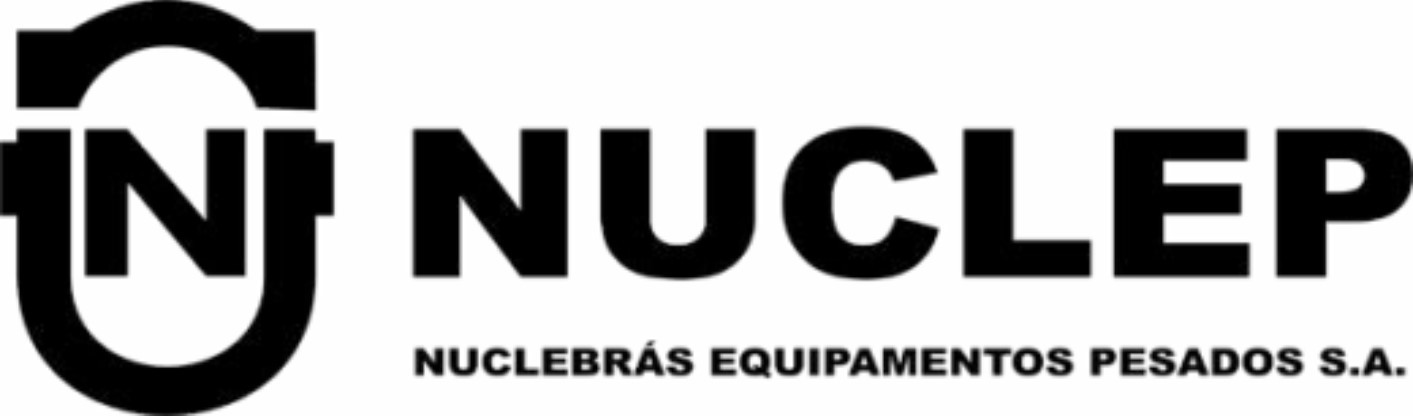 N NUCLEP
NUCLEBRÁS EQUIPAMENTOS PESADOS S.A.